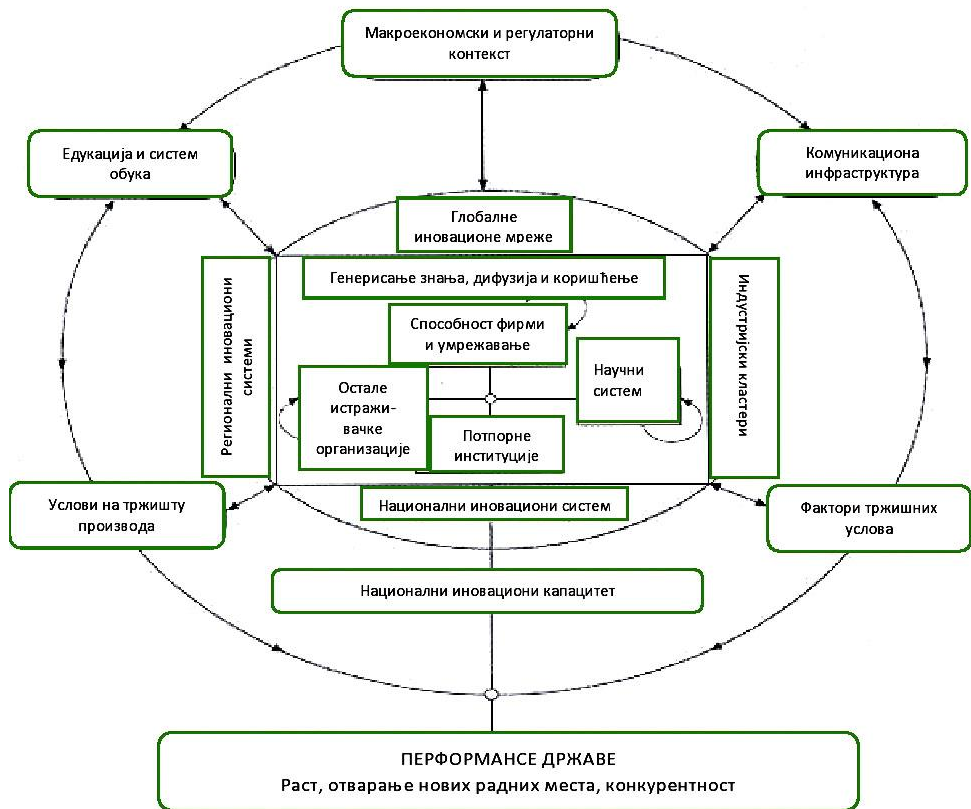 Макроекономски и регулаторни
контекст
Едукација и систем
обука
Комуникациона
инфраструктура
Глобалне
иновационе мреже
Генерисање знања, дифузија и коришћење
Регионални иновациони
системи
Индустријски кластери
Способност фирми
и умрежавање
Остале
истражи-
вачке
организације
Научни
систем
Потпорне
институције
Услови на тржишту
производа
Национални иновациони систем
Фактори тржишних
услова
Национални иновациони капацитет
ПЕРФОРМАНСЕ ДРЖАВЕ
Раст, отварање нових радних места, конкурентност